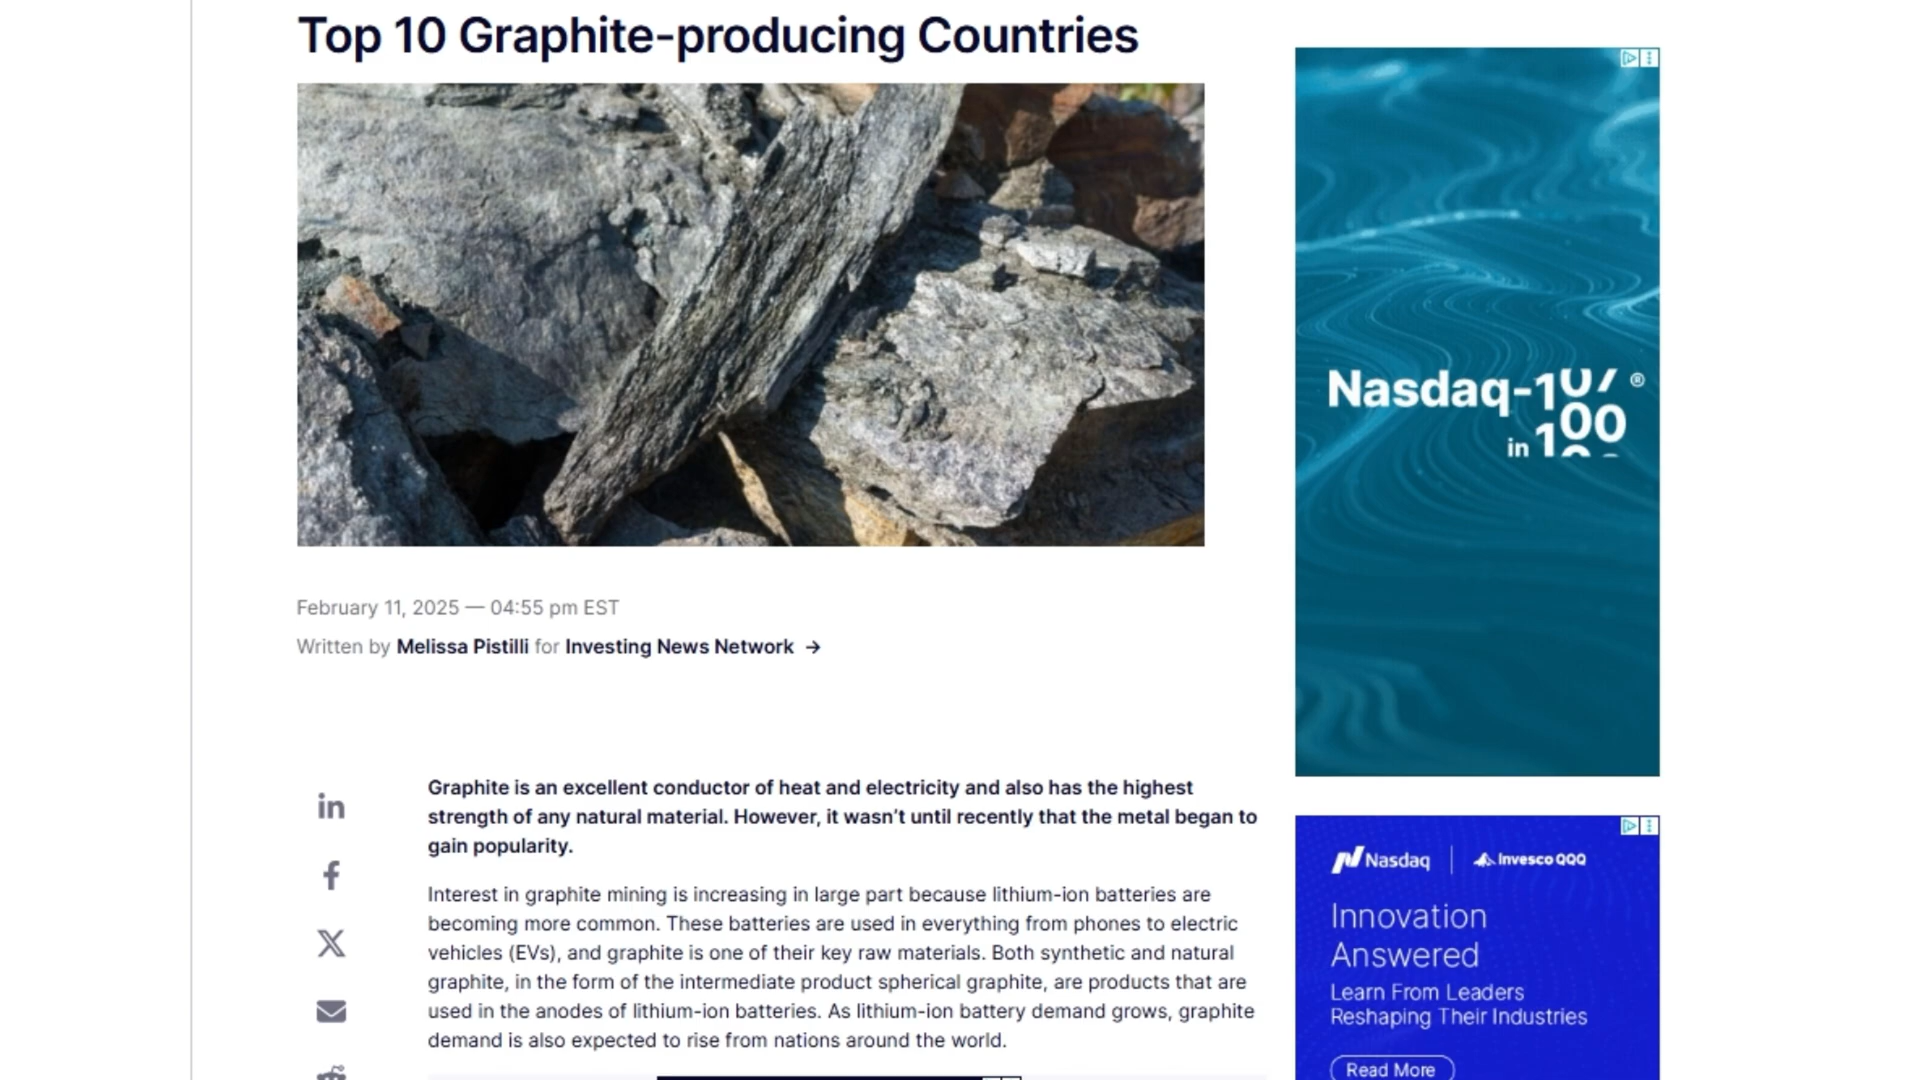 Top 10 Graphite-producing Countries
February 11, 2025 — 04:55 pm EST
Written by Melissa Pistilli for Investing News Network →
Graphite is an excellent conductor of heat and electricity and also has the highest
strength of any natural material. However, it wasn't until recently that the metal began to
gain popularity.
Interest in graphite mining is increasing in large part because lithium-ion batteries are
becoming more common. These batteries are used in everything from phones to electric
vehicles (EVs), and graphite is one of their key raw materials. Both synthetic and natural
graphite, in the form of the intermediate product spherical graphite, are products that are
used in the anodes of lithium-ion batteries. As lithium-ion battery demand grows, graphite
demand is also expected to rise from nations around the world.
Nasdaq-
®
in 100
Nasdaq | Invesco QQQ
Innovation
Answered
Learn From Leaders
Reshaping Their Industries
Read More